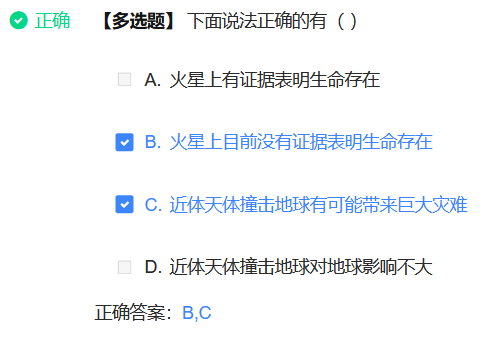 正确 【多选题】 下面说法正确的有（ ）
A. 火星上有证据表明生命存在
B. 火星上目前没有证据表明生命存在
C. 近体天体撞击地球有可能带来巨大灾难
D. 近体天体撞击地球对地球影响不大
正确答案：B,C